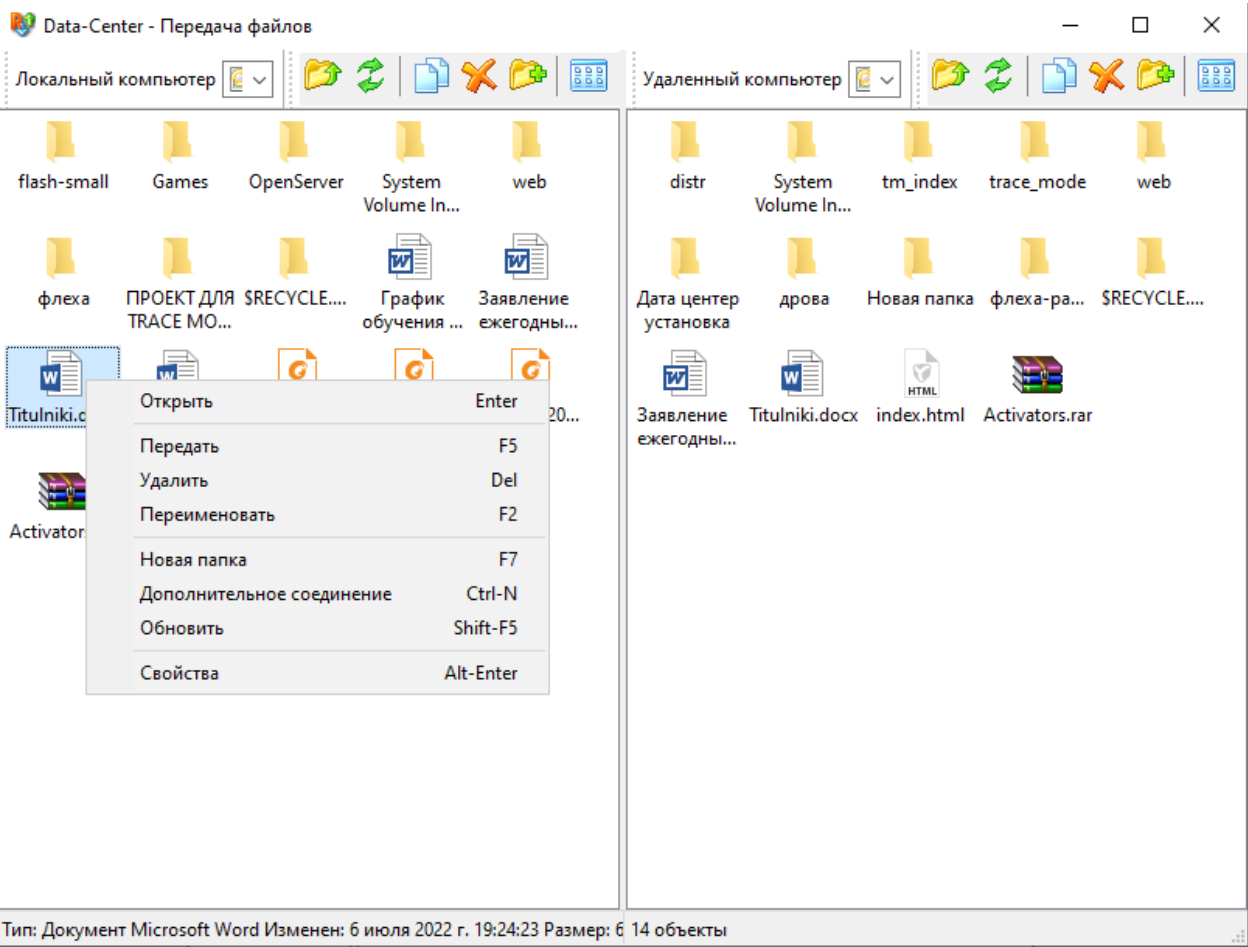 Data-Center - Передача файлов
Локальный компьютер
Удаленный компьютер
flash-small Games OpenServer System web
Volume In...
флеха ПРОЕКТ ДЛЯ $RECYCLE.... График Заявление
TRACE MO... обучения ... ежегодны...
Titulniki.d 20...
Activator
Открыть Enter
Передать F5
Удалить Del
Переименовать F2
Новая папка F7
Дополнительное соединение Ctrl-N
Обновить Shift-F5
Свойства Alt-Enter
distr System tm_index trace_mode web
Volume In...
Дата центр дрова Новая папка флеха-ра... $RECYCLE....
установка
HTML
Заявление Titulniki.docx index.html Activators.rar
ежегодны...
Тип: Документ Microsoft Word Изменен: 6 июля 2022 г. 19:24:23 Размер: 6 14 объекты